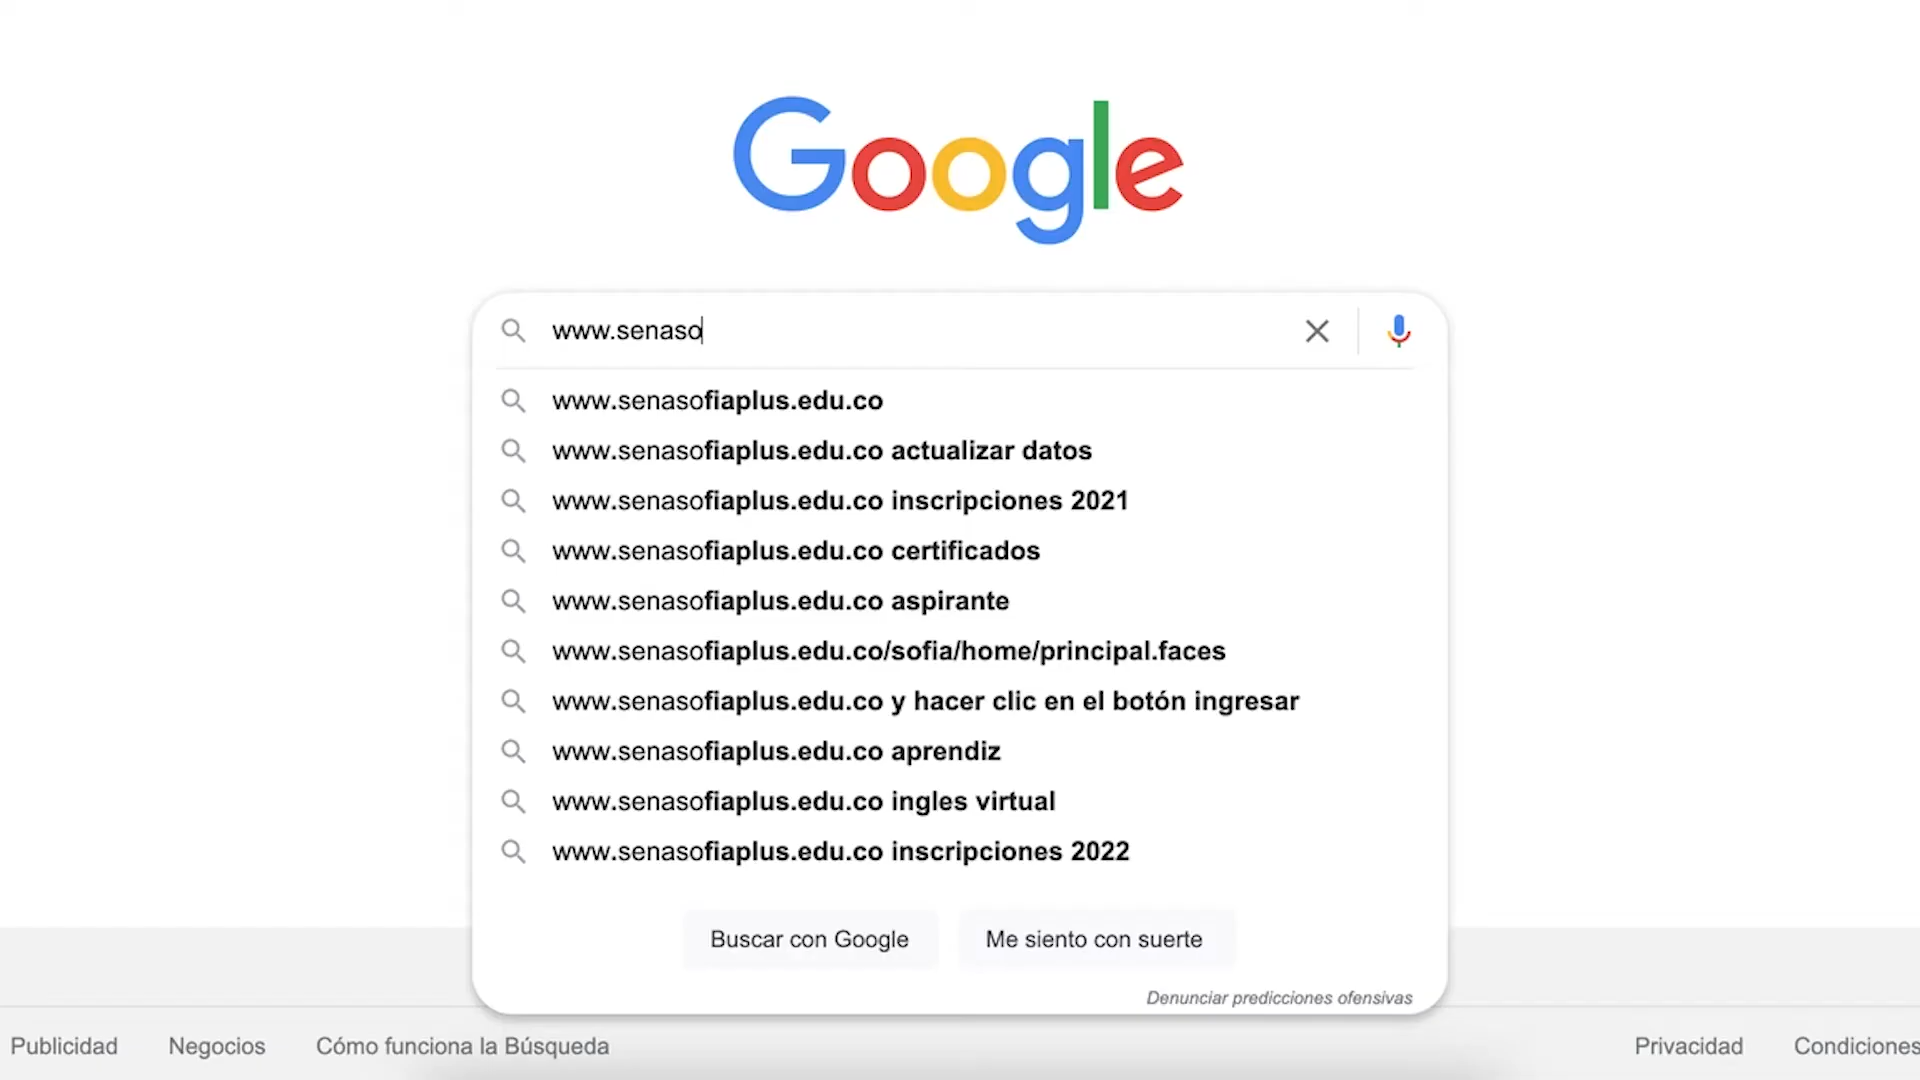 Google
www.senaso
www.senasofiaplus.edu.co
www.senasofiaplus.edu.co actualizar datos
www.senasofiaplus.edu.co inscripciones 2021
www.senasofiaplus.edu.co certificados
www.senasofiaplus.edu.co aspirante
www.senasofiaplus.edu.co/sofia/home/principal.faces
www.senasofiaplus.edu.co y hacer clic en el botón ingresar
www.senasofiaplus.edu.co aprendiz
www.senasofiaplus.edu.co ingles virtual
www.senasofiaplus.edu.co inscripciones 2022
Buscar con Google Me siento con suerte
Denunciar predicciones ofensivas
Publicidad Negocios Cómo funciona la Búsqueda Privacidad Condiciones